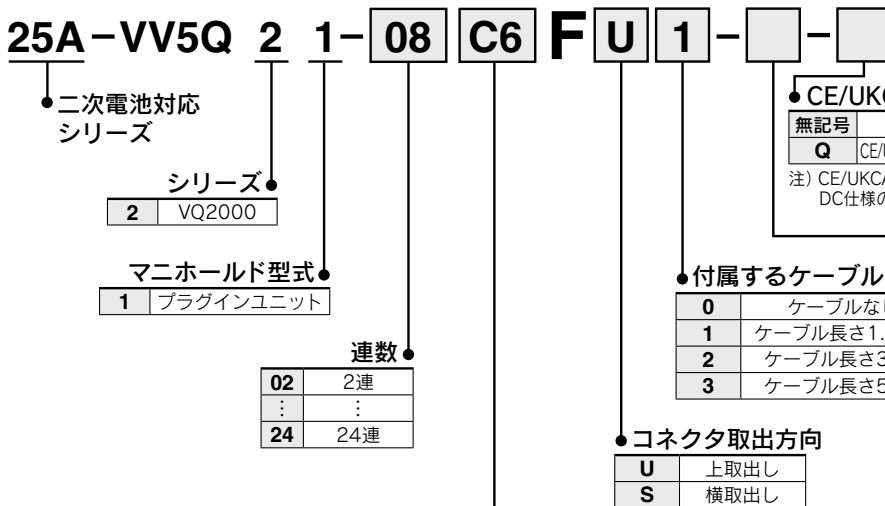 25A-VV5Q 2 1- 08 C6 F U 1 - -
二次電池対応
シリーズ
CE/UKC
無記号
Q CE/U
注) CE/UKCA
DC仕様の
シリーズ
2 VQ2000
マニホールド型式
1 プラグインユニット
付属するケーブル
0 ケーブルな
1 ケーブル長さ1.
2 ケーブル長さ3
3 ケーブル長さ5
連数
02 2連
⋮ ⋮
24 24連
コネクタ取出方向
U 上取出し
S 横取出し